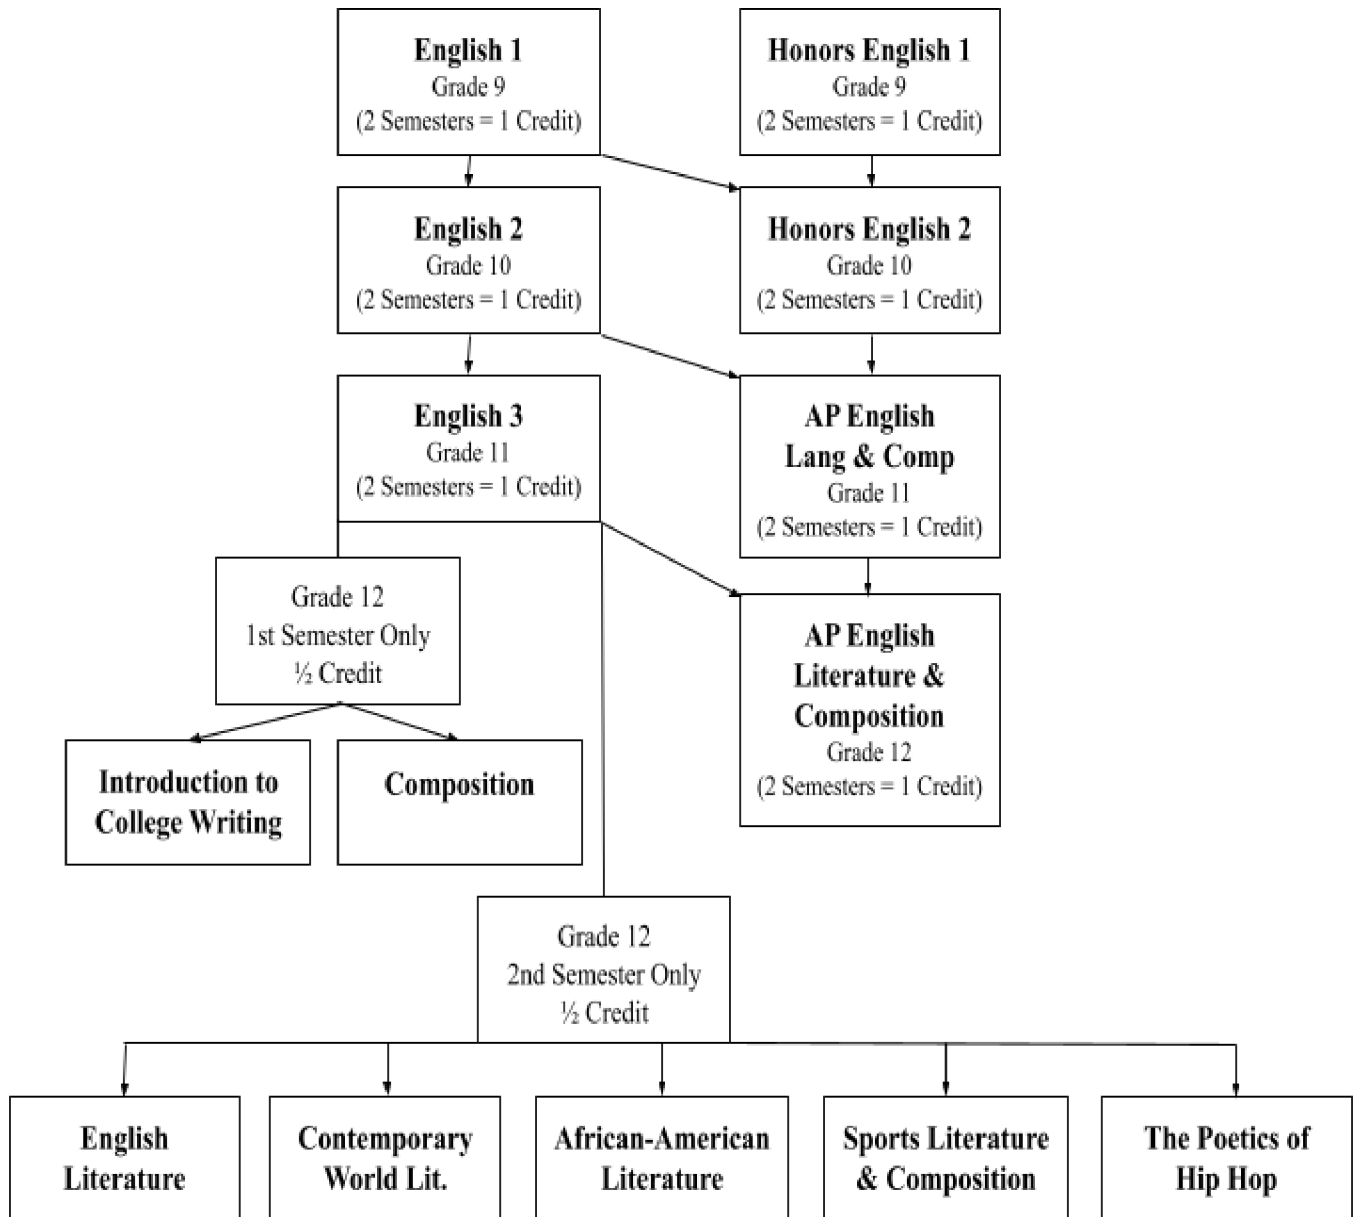 English 1
Grade 9
(2 Semesters = 1 Credit)
Honors English 1
Grade 9
(2 Semesters = 1 Credit)
English 2
Grade 10
(2 Semesters = 1 Credit)
Honors English 2
Grade 10
(2 Semesters = 1 Credit)
English 3
Grade 11
(2 Semesters = 1 Credit)
AP English
Lang & Comp
Grade 11
(2 Semesters = 1 Credit)
Grade 12
1st Semester Only
½ Credit
AP English
Literature &
Composition
Grade 12
(2 Semesters = 1 Credit)
Introduction to
College Writing
Composition
Grade 12
2nd Semester Only
½ Credit
English
Literature
Contemporary
World Lit.
African-American
Literature
Sports Literature
& Composition
The Poetics of
Hip Hop